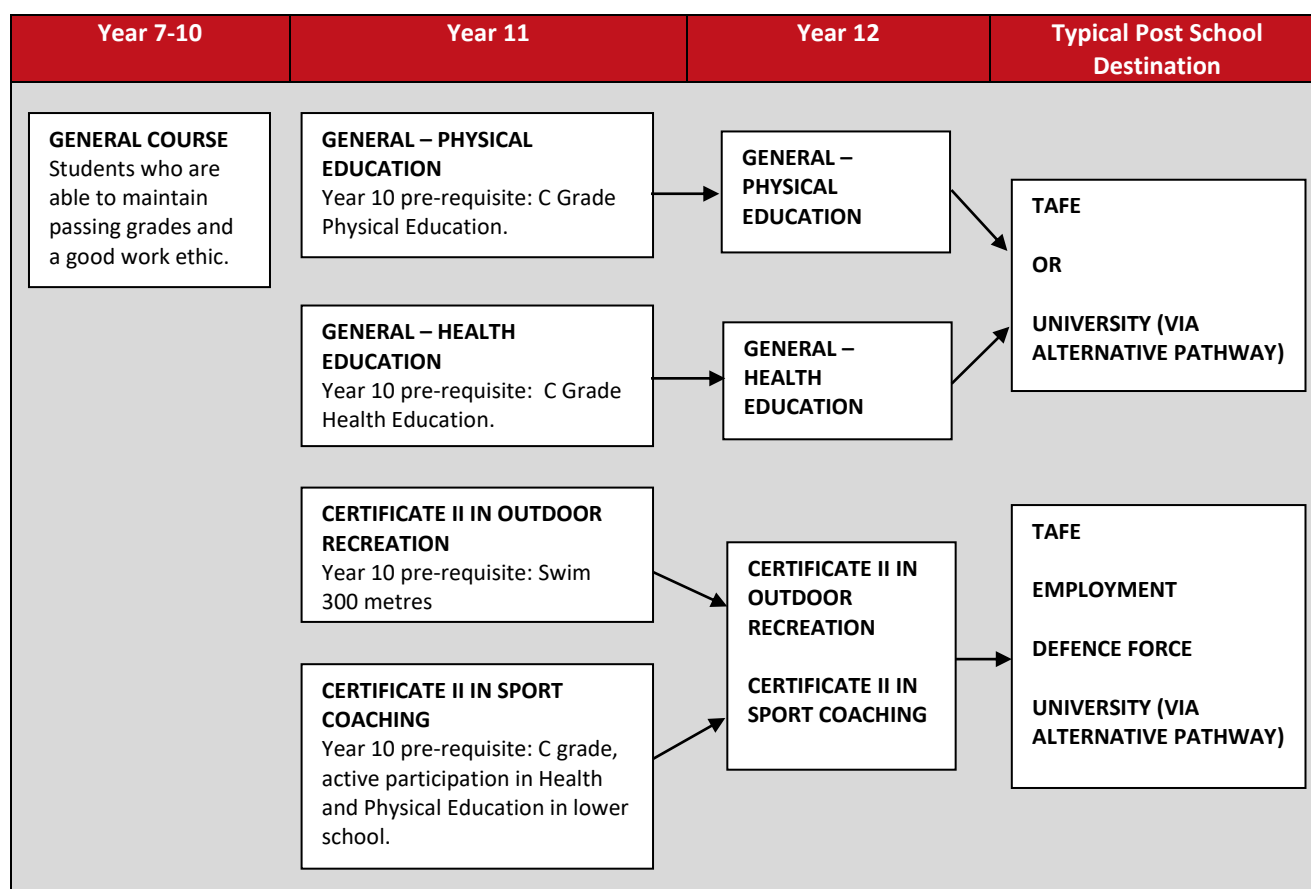 Year 7-10
Year 11
Year 12
Typical Post School
Destination
GENERAL COURSE
Students who are
able to maintain
passing grades and
a good work ethic.
GENERAL – PHYSICAL
EDUCATION
Year 10 pre-requisite: C Grade
Physical Education.
GENERAL –
PHYSICAL
EDUCATION
TAFE
OR
UNIVERSITY (VIA
ALTERNATIVE PATHWAY)
GENERAL – HEALTH
EDUCATION
Year 10 pre-requisite:  C Grade
Health Education.
GENERAL –
HEALTH
EDUCATION
CERTIFICATE II IN OUTDOOR
RECREATION
Year 10 pre-requisite: Swim
300 metres
CERTIFICATE II IN SPORT
COACHING
Year 10 pre-requisite: C grade,
active participation in Health
and Physical Education in lower
school.
CERTIFICATE II IN
OUTDOOR
RECREATION
CERTIFICATE II IN
SPORT COACHING
TAFE
EMPLOYMENT
DEFENCE FORCE
UNIVERSITY (VIA
ALTERNATIVE PATHWAY)